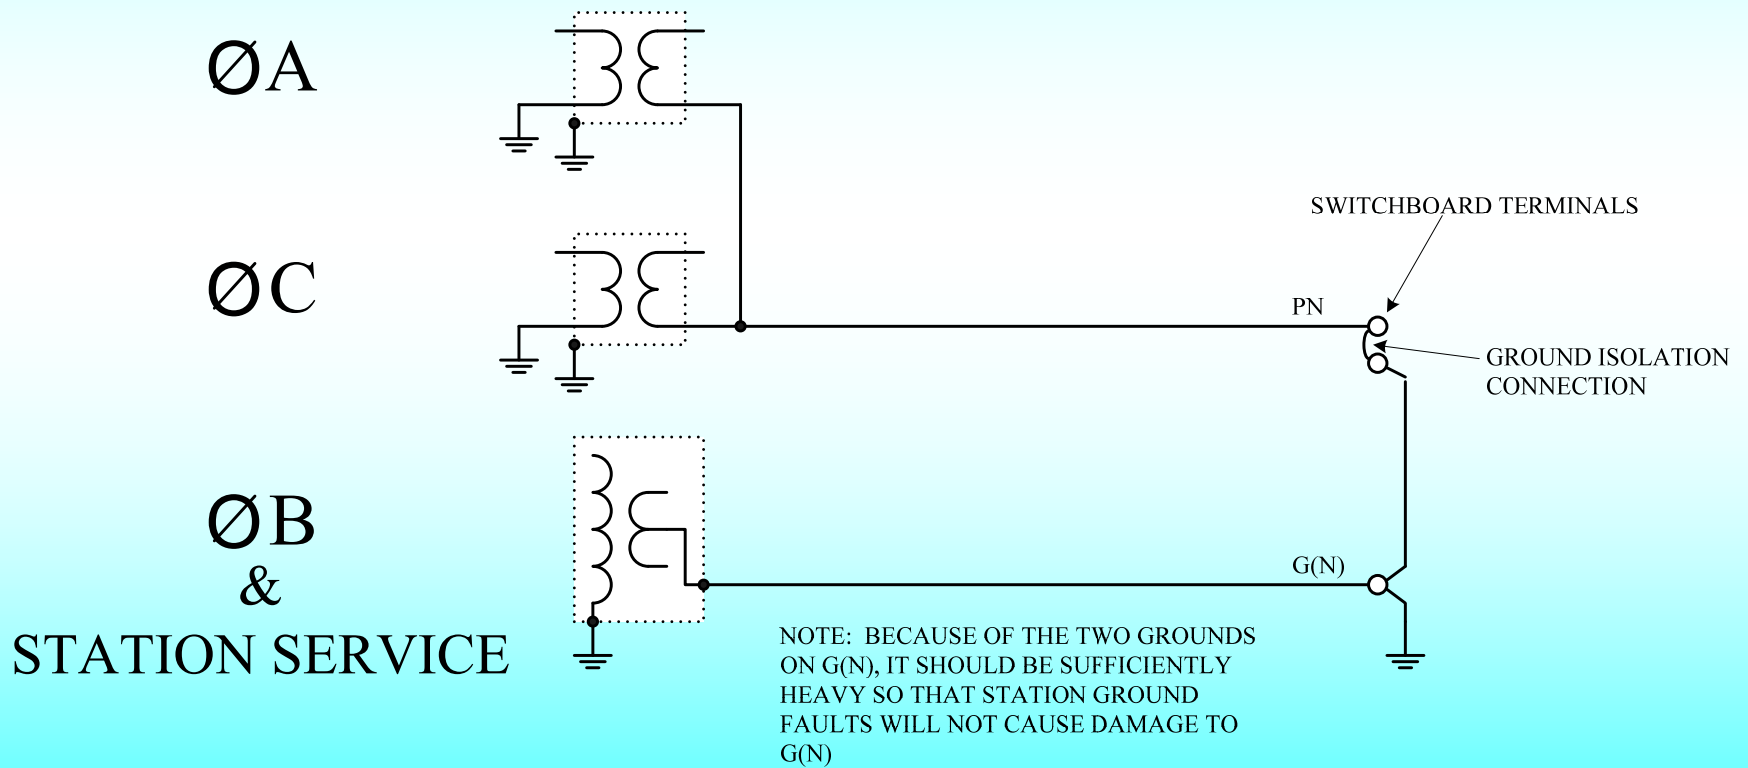 ØA
SWITCHBOARD TERMINALS
ØC
PN
GROUND ISOLATION
CONNECTION
ØB
&
STATION SERVICE
G(N)
NOTE: BECAUSE OF THE TWO GROUNDS
ON G(N), IT SHOULD BE SUFFICIENTLY
HEAVY SO THAT STATION GROUND
FAULTS WILL NOT CAUSE DAMAGE TO
G(N)